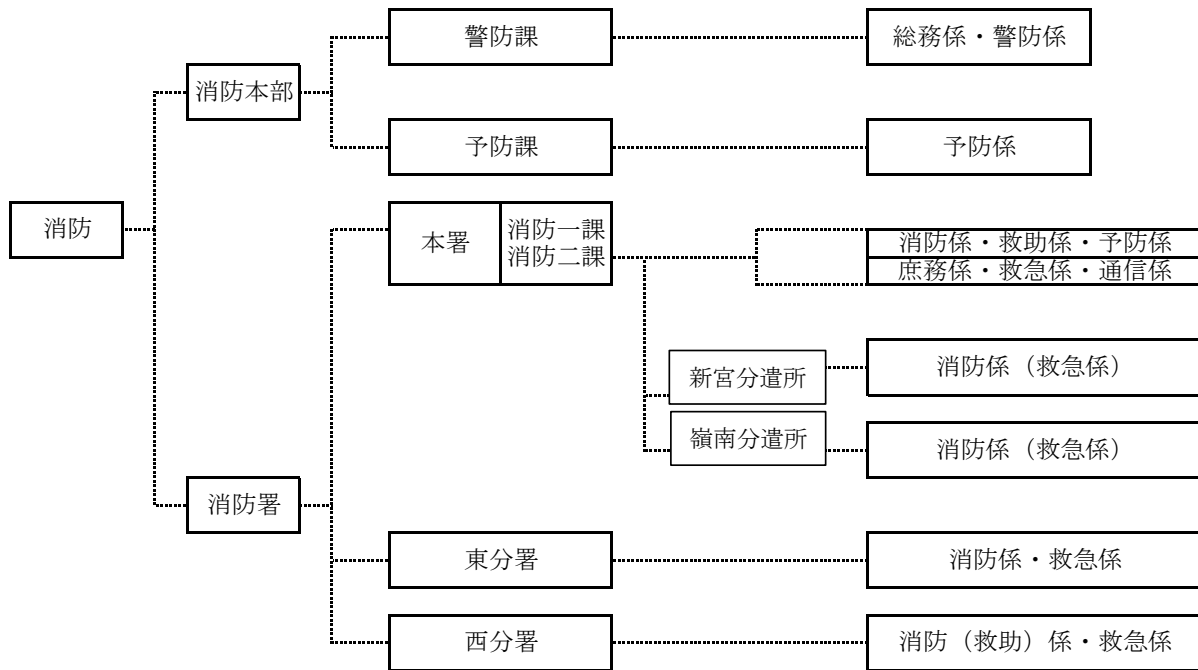 警防課
総務係・警防係
消防本部
予防課
予防係
消防
本署
消防一課
消防二課
消防係・救助係・予防係
庶務係・救急係・通信係
新宮分遣所
消防係（救急係）
嶺南分遣所
消防係（救急係）
消防署
東分署
消防係・救急係
西分署
消防（救助）係・救急係